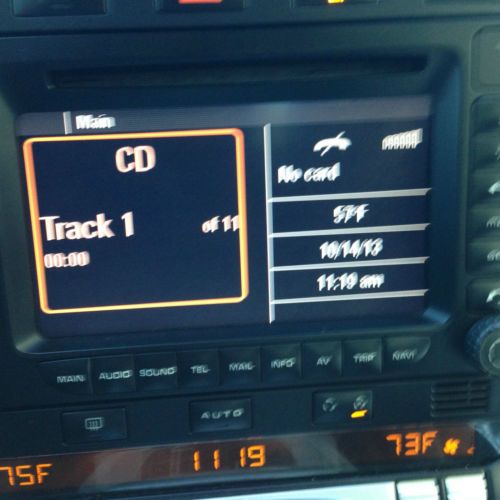 Main
CD
Track 1 of 11
00:00
No card
57°F
10/14/13
11:19 am
MAIN AUDIO SOUND TEL MAIL INFO AV TRIP NAVI
AUTO
75F 11 19 73F